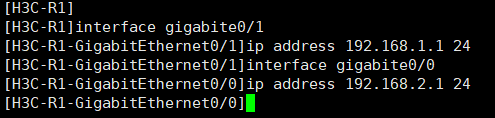 [H3C-R1]
[H3C-R1]interface gigabite0/1
[H3C-R1-GigabitEthernet0/1]ip address 192.168.1.1 24
[H3C-R1-GigabitEthernet0/1]interface gigabite0/0
[H3C-R1-GigabitEthernet0/0]ip address 192.168.2.1 24
[H3C-R1-GigabitEthernet0/0]